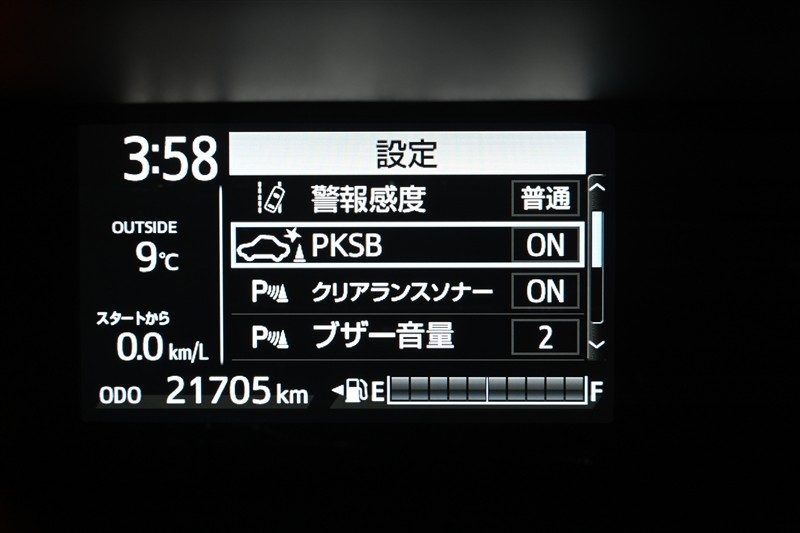 3:58
OUTSIDE
9℃
スタートから
0.0 km/L
設定
警報感度 普通
PKSB ON
P クリアランスソナー ON
P ブザー音量 2
ODO 21705 km
E F